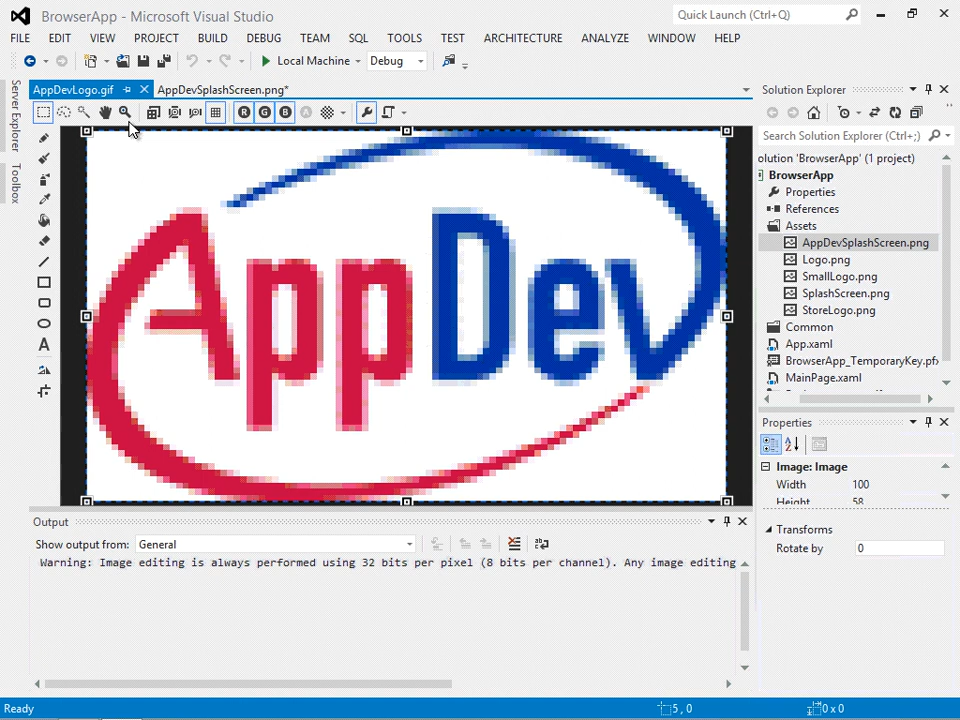 BrowserApp - Microsoft Visual Studio
Quick Launch (Ctrl+Q)
FILE EDIT VIEW PROJECT BUILD DEBUG TEAM SQL TOOLS TEST ARCHITECTURE ANALYZE WINDOW HELP
Local Machine Debug
Server Explorer
Toolbox
AppDevLogo.gif
AppDevSplashScreen.png*
R G B A
A
AppDev
Solution Explorer
Search Solution Explorer (Ctrl+;)
olution 'BrowserApp' (1 project)
BrowserApp
Properties
References
Assets
AppDevSplashScreen.png
Logo.png
SmallLogo.png
SplashScreen.png
StoreLogo.png
Common
App.xaml
BrowserApp_TemporaryKey.pf
MainPage.xaml
Properties
Image: Image
Width 100
Height 58
Transforms
Rotate by 0
Output
Show output from: General
Warning: Image editing is always performed using 32 bits per pixel (8 bits per channel). Any image editing
Ready
5 , 0
0 x 0